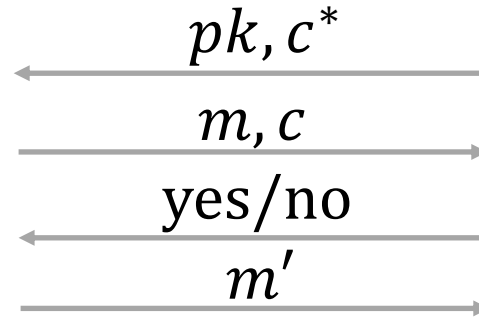 pk, c*
m, c
yes/no
m'